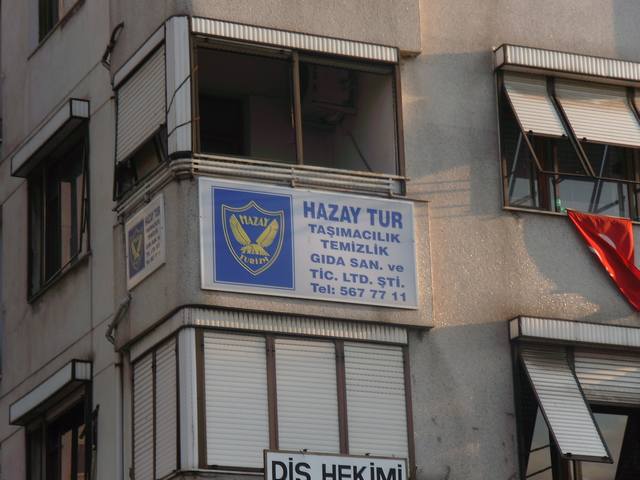 HAZAY
TURİZM
HAZAY TUR
TAŞIMACILIK
TEMİZLİK
GIDA SAN. ve
TİC. LTD. ŞTİ.
Tel: 567 77 11
DİŞ HEKİMİ